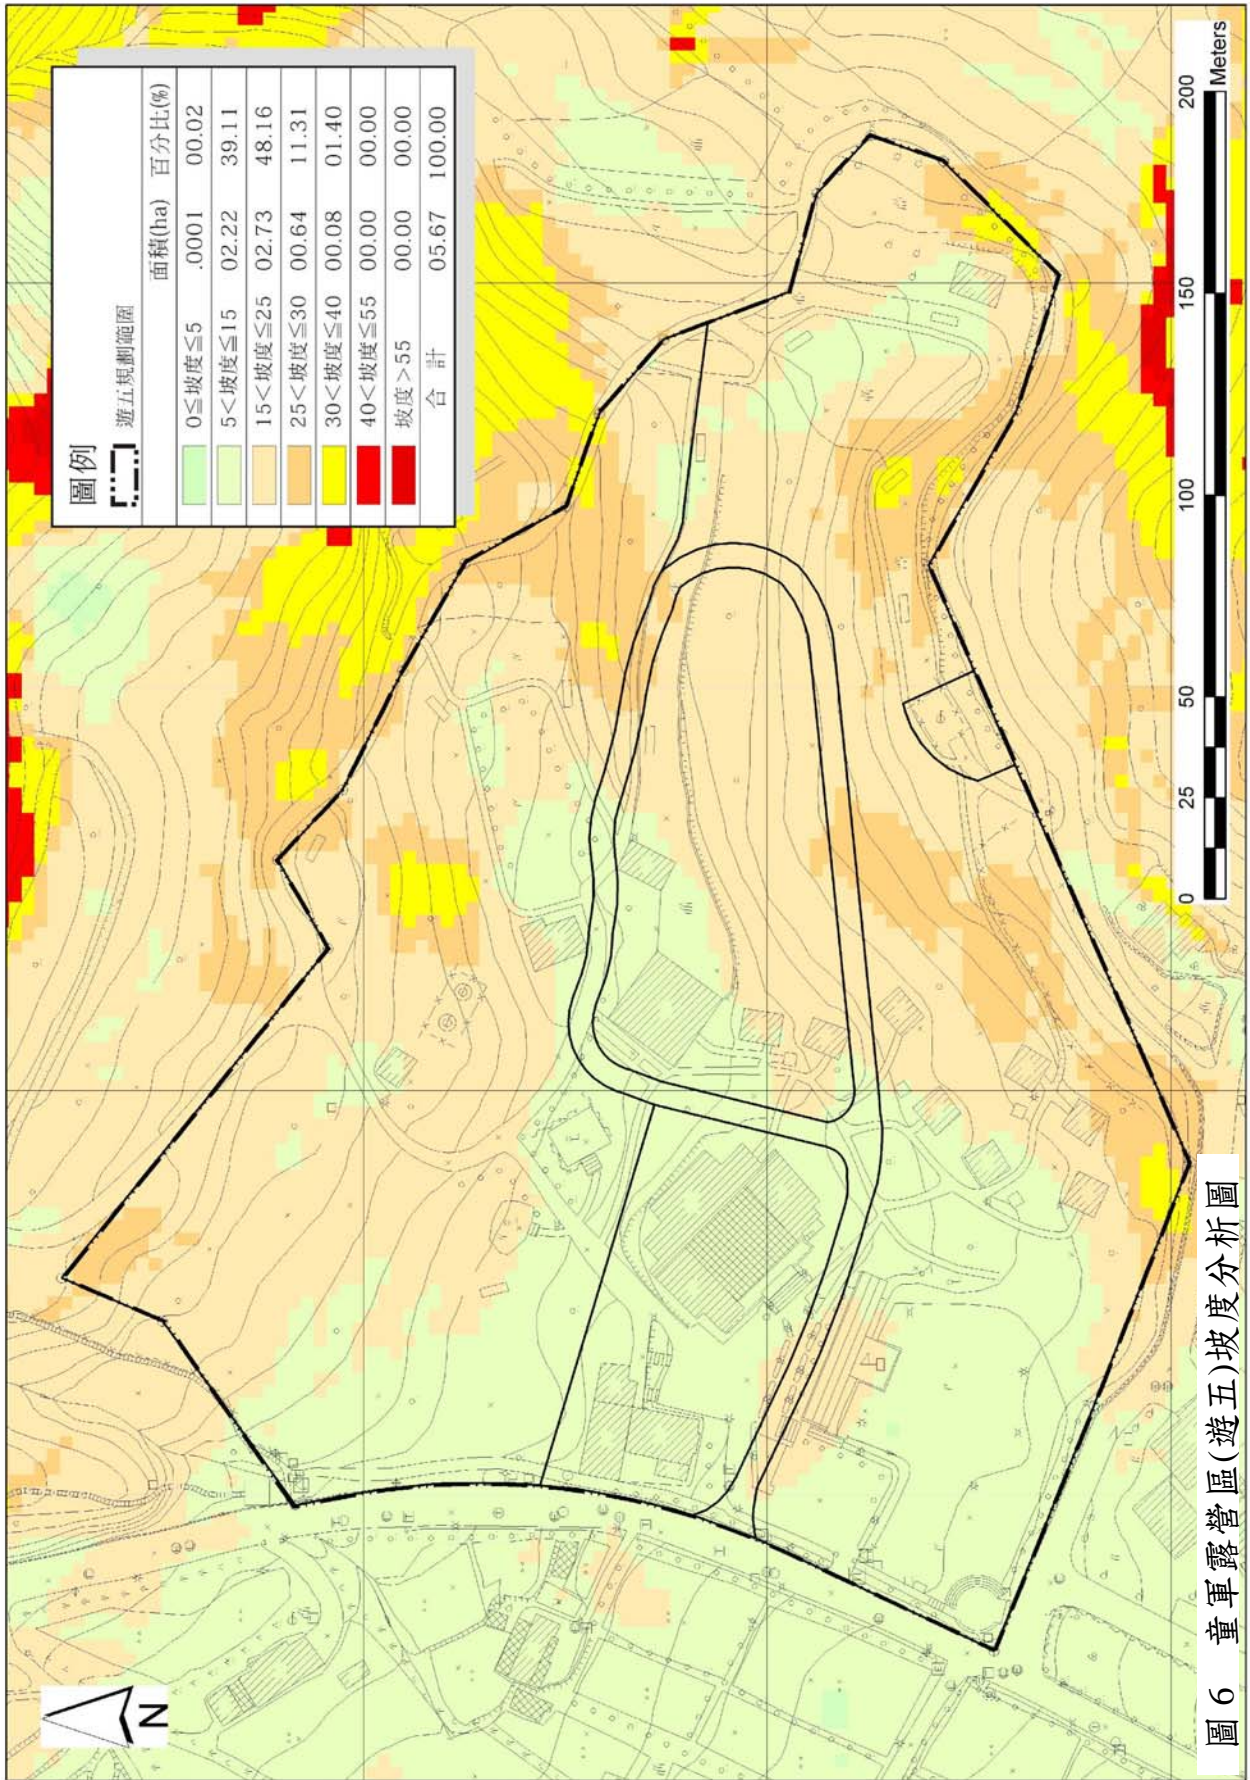 圖例
遊五規劃範圍
面積(ha) 百分比(%)
0≦坡度≦5 .0001 00.02
5<坡度≦15 02.22 39.11
15<坡度≦25 02.73 48.16
25<坡度≦30 00.64 11.31
30<坡度≦40 00.08 01.40
40<坡度≦55 00.00 00.00
坡度>55 00.00 00.00
合 計 05.67 100.00
N
0 25 50 100 150 200
Meters
圖 6 童軍露營區(遊五)坡度分析圖